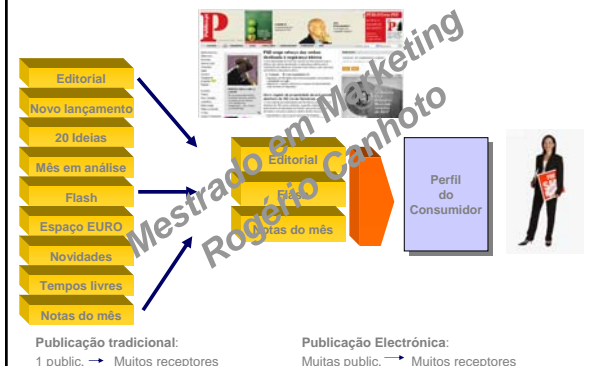 P
Editorial
Novo lançamento
20 Ideias
Mês em análise
Flash
Espaço EURO
Novidades
Tempos livres
Notas do mês
Editorial
Flash
Notas do mês
Perfil
do
Consumidor
Mestrado em Marketing
Rogério Canhoto
Publicação tradicional:
1 public. → Muitos receptores
Publicação Electrónica:
Muitas public. → Muitos receptores